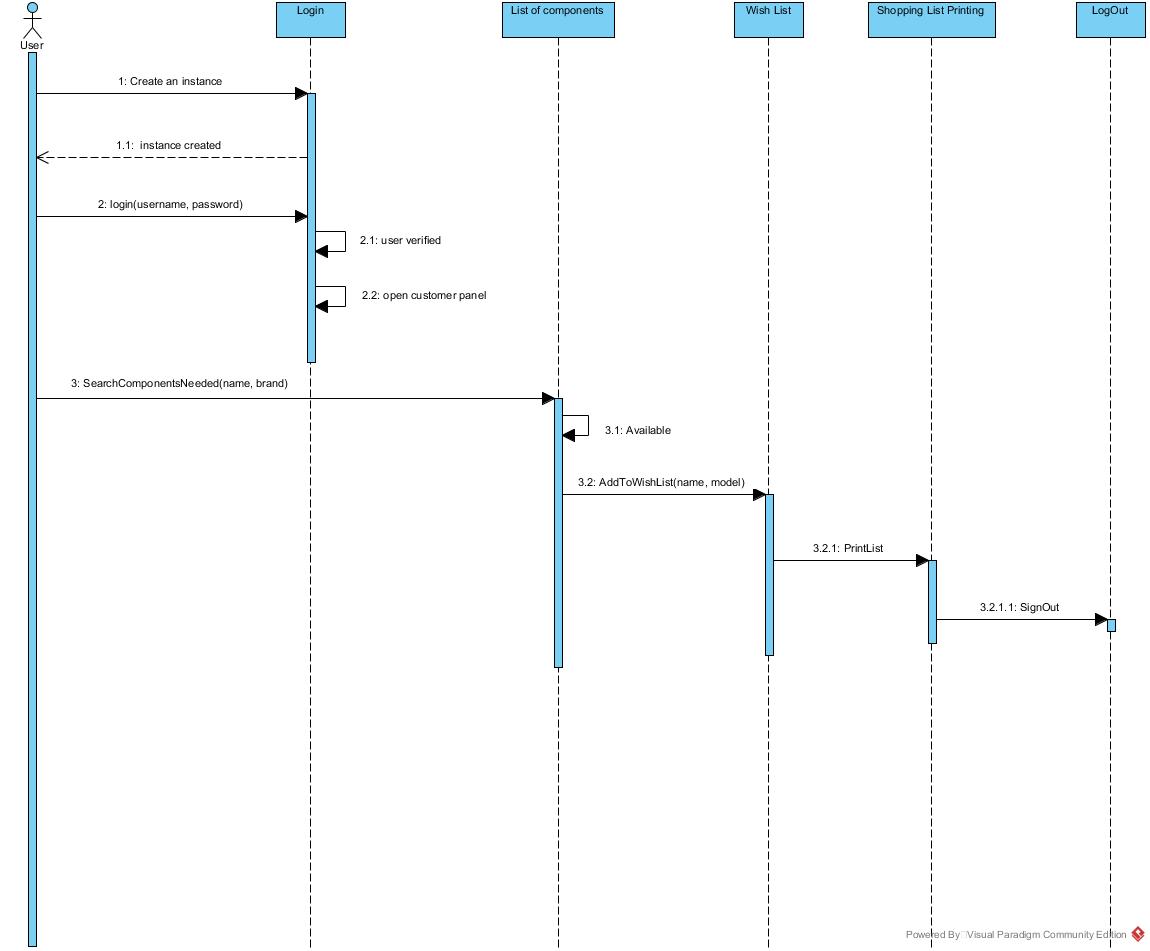 Login
List of components
Wish List
Shopping List Printing
LogOut
User
1: Create an instance
1.1: instance created
2: login(username, password)
2.1: user verified
2.2: open customer panel
3: SearchComponentsNeeded(name, brand)
3.1: Available
3.2: AddToWishList(name, model)
3.2.1: PrintList
3.2.1.1: SignOut
Powered By Visual Paradigm Community Edition